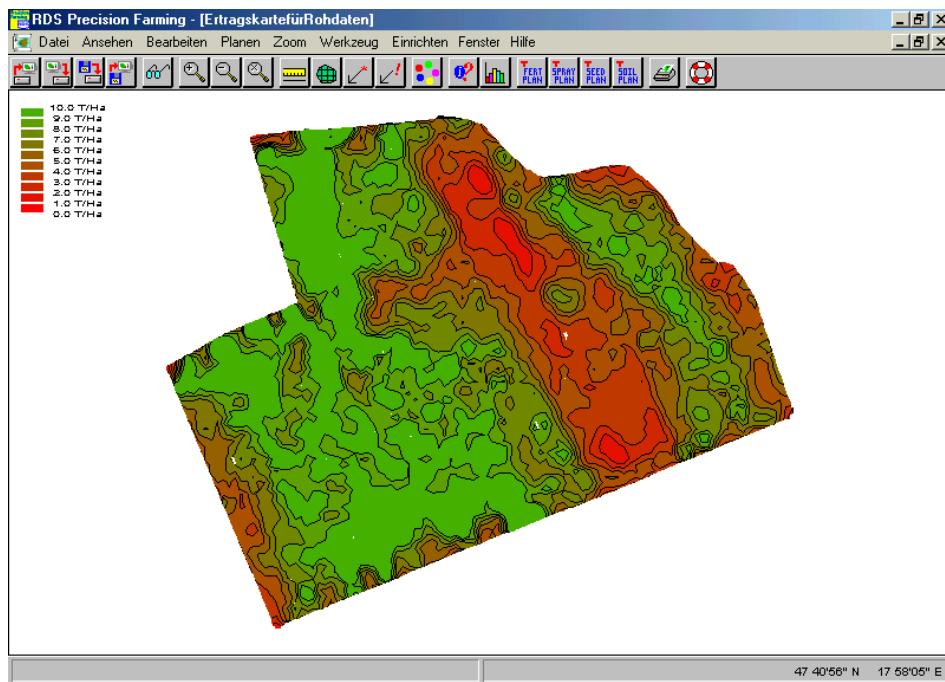 RDS Precision Farming - [ErtragskartefürRohdaten]
Datei Ansehen Bearbeiten Planen Zoom Werkzeug Einrichten Fenster Hilfe
T FERT PLAN T SPRAY PLAN T SEED PLAN T SOIL PLAN
10.0 T/Ha
9.0 T/Ha
8.0 T/Ha
7.0 T/Ha
6.0 T/Ha
5.0 T/Ha
4.0 T/Ha
3.0 T/Ha
2.0 T/Ha
1.0 T/Ha
0.0 T/Ha
47 40'56" N 17 58'05" E